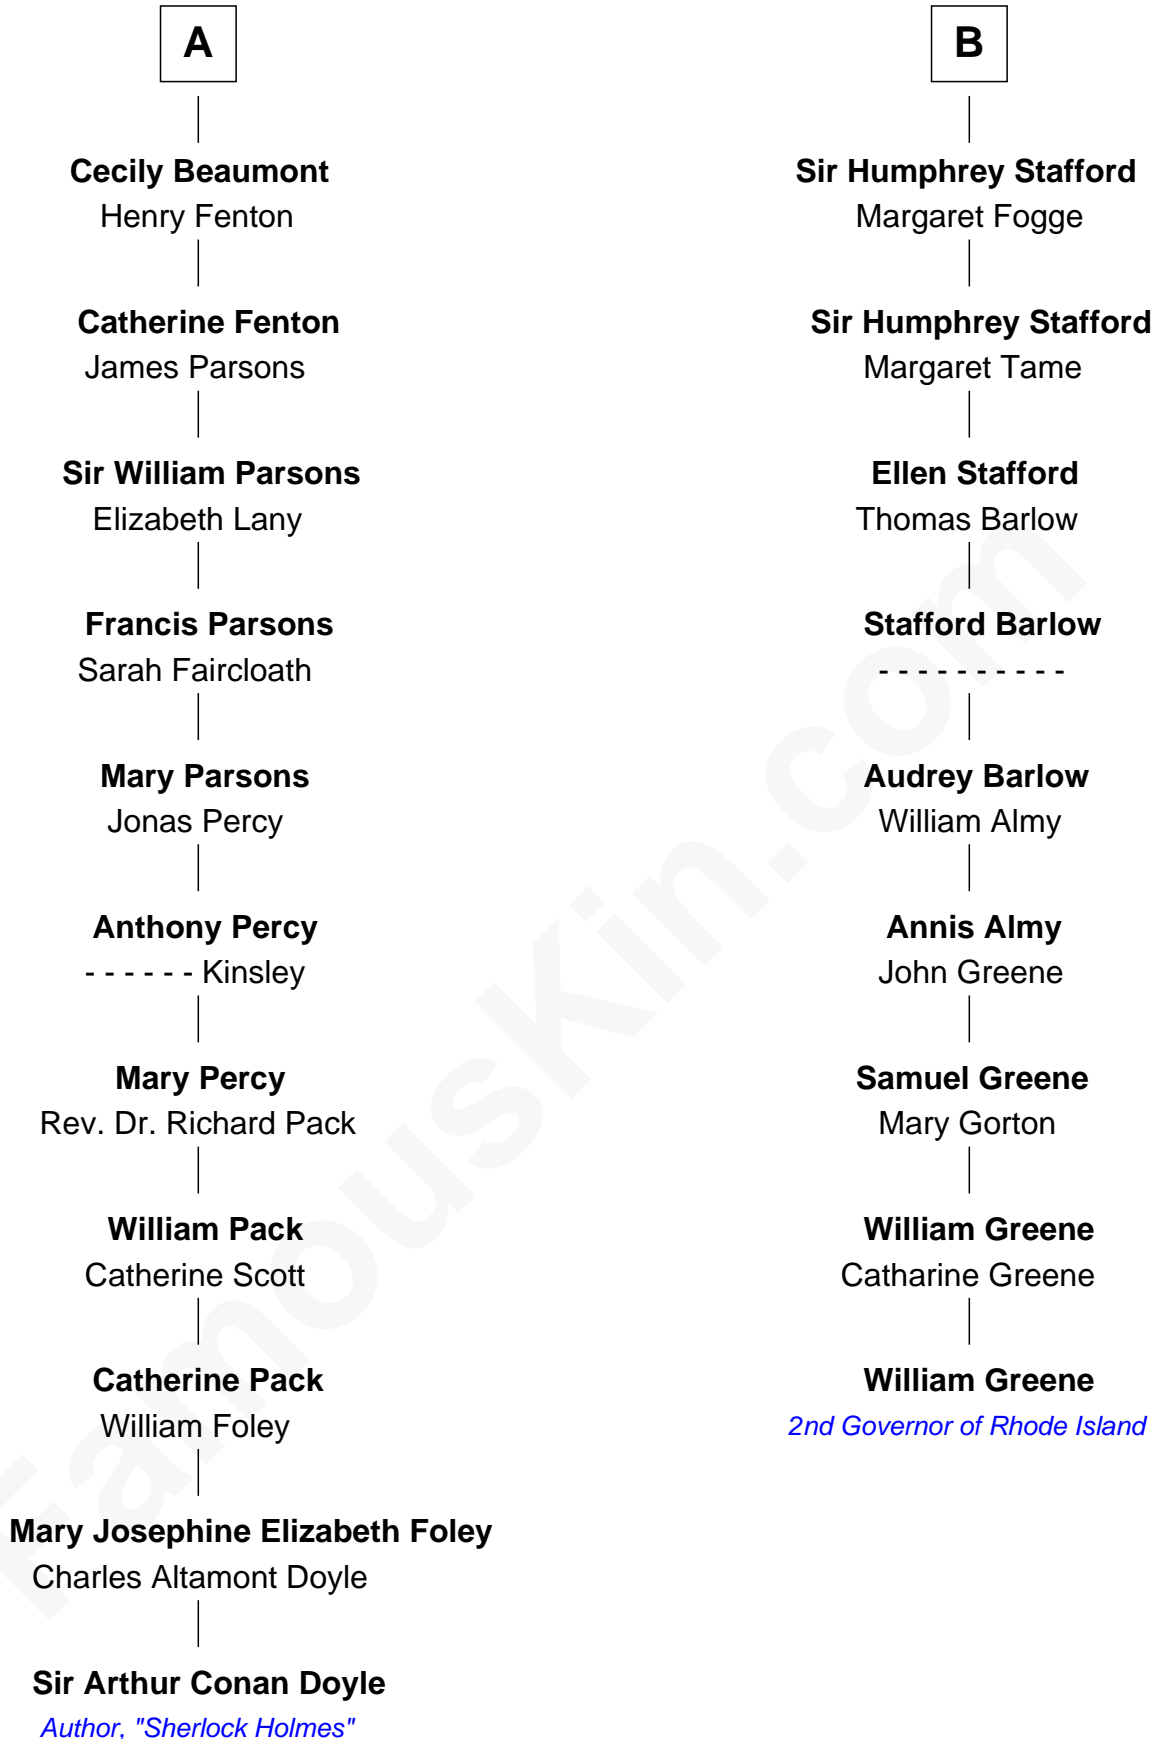 A
Cecily Beaumont
Henry Fenton
Catherine Fenton
James Parsons
Sir William Parsons
Elizabeth Lany
Francis Parsons
Sarah Faircloath
Mary Parsons
Jonas Percy
Anthony Percy
- - - - - - Kinsley
Mary Percy
Rev. Dr. Richard Pack
William Pack
Catherine Scott
Catherine Pack
William Foley
Mary Josephine Elizabeth Foley
Charles Altamont Doyle
Sir Arthur Conan Doyle
Author, "Sherlock Holmes"
B
Sir Humphrey Stafford
Margaret Fogge
Sir Humphrey Stafford
Margaret Tame
Ellen Stafford
Thomas Barlow
Stafford Barlow
- - - - - - - - - -
Audrey Barlow
William Almy
Annis Almy
John Greene
Samuel Greene
Mary Gorton
William Greene
Catharine Greene
William Greene
2nd Governor of Rhode Island
FamousKin.com